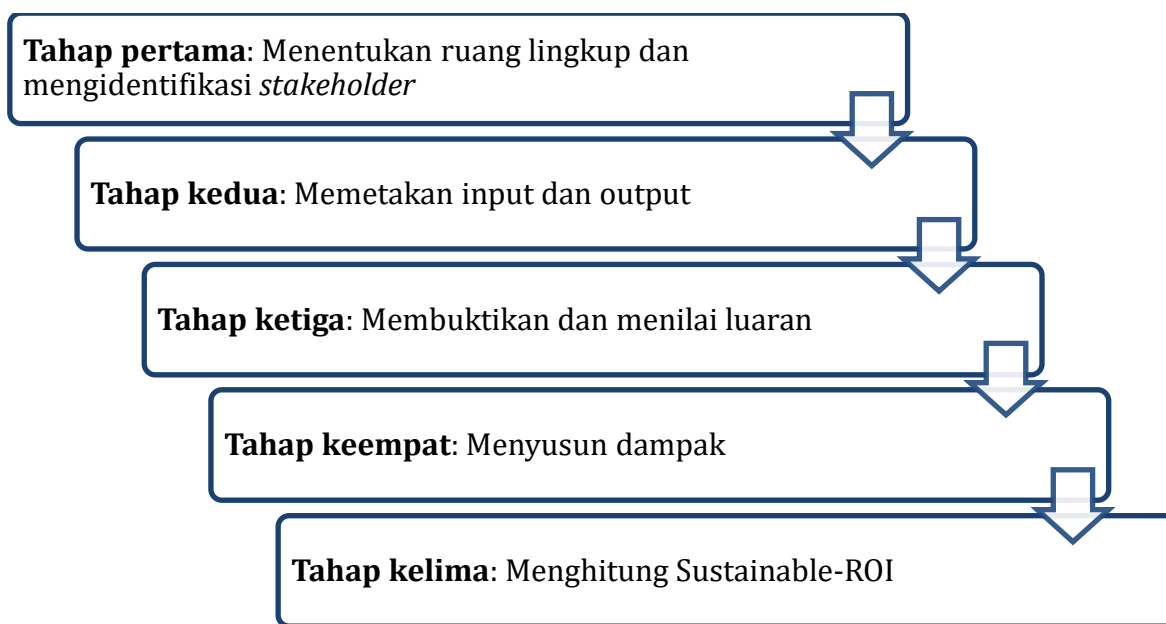 Tahap pertama: Menentukan ruang lingkup dan
mengidentifikasi stakeholder
Tahap kedua: Memetakan input dan output
Tahap ketiga: Membuktikan dan menilai luaran
Tahap keempat: Menyusun dampak
Tahap kelima: Menghitung Sustainable-ROI